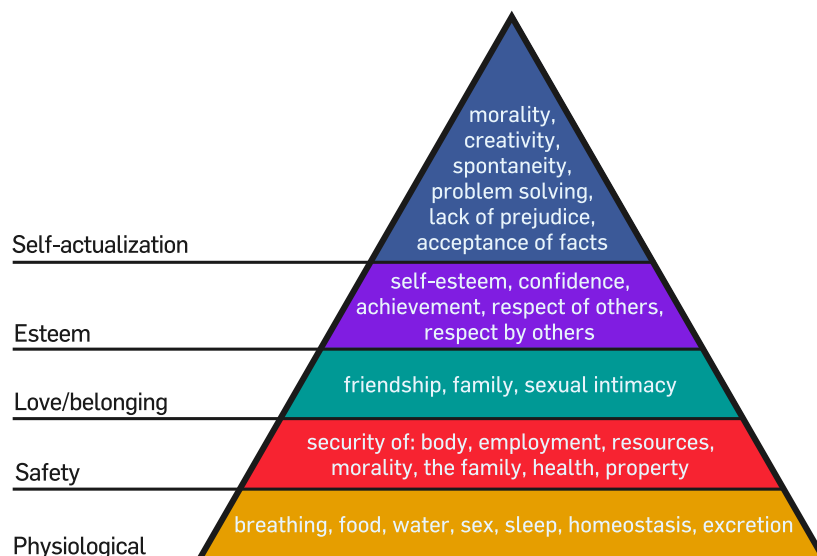 morality,
creativity,
spontaneity,
problem solving,
lack of prejudice,
acceptance of facts
Self-actualization
self-esteem, confidence,
achievement, respect of others,
respect by others
Esteem
friendship, family, sexual intimacy
Love/belonging
security of: body, employment, resources,
morality, the family, health, property
Safety
breathing, food, water, sex, sleep, homeostasis, excretion
Physiological